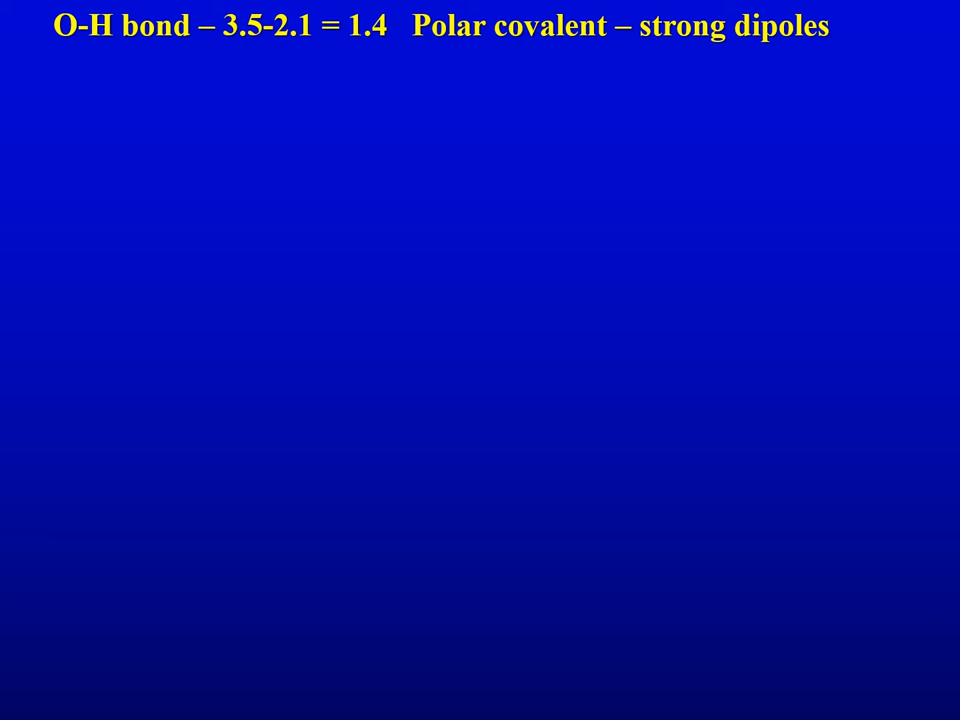 O-H bond – 3.5-2.1 = 1.4   Polar covalent – strong dipoles